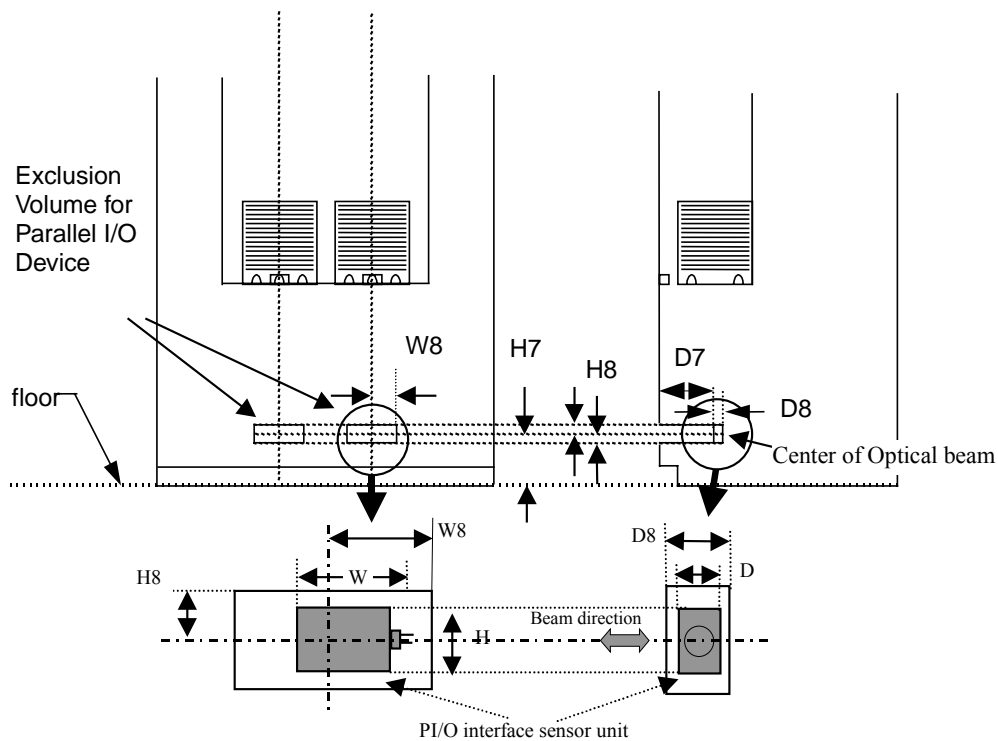 Exclusion
Volume for
Parallel I/O
Device
W8
H7
H8
D7
D8
floor
Center of Optical beam
W8
D8
H8
W
D
H
Beam direction
PI/O interface sensor unit